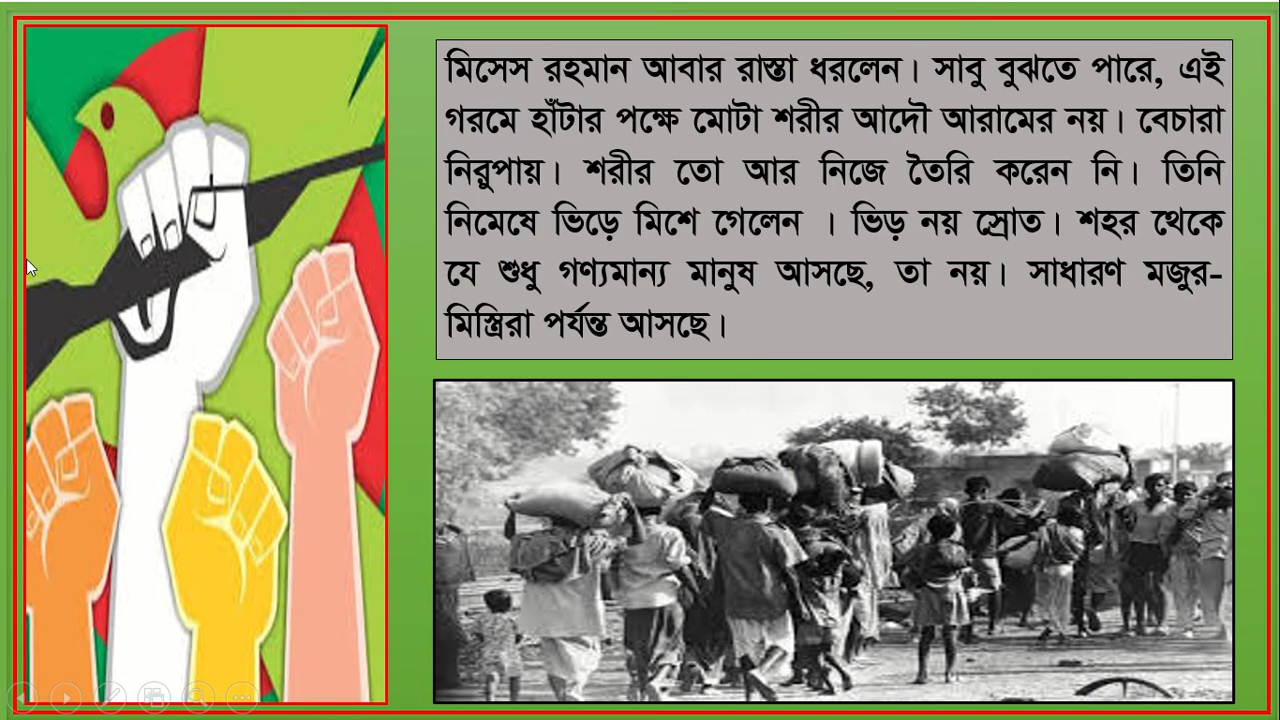 মিসেস রহমান আবার রাস্তা ধরলেন। সাবু বুঝতে পারে, এই
গরমে হাঁটার পক্ষে মোটা শরীর আদৌ আরামের নয়। বেচারা
নিরুপায়। শরীর তো আর নিজে তৈরি করেন নি। তিনি
নিমেষে ভিড়ে মিশে গেলেন । ভিড় নয় স্রোত। শহর থেকে
যে শুধু গণ্যমান্য মানুষ আসছে, তা নয়। সাধারণ মজুর-
মিস্ত্রিরা পর্যন্ত আসছে।